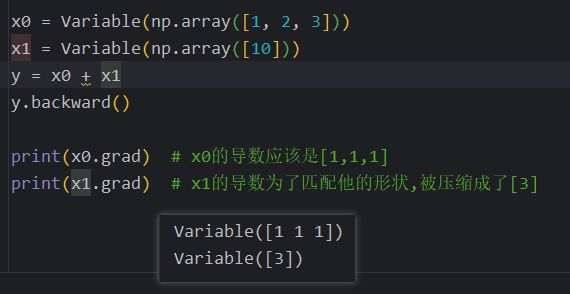 x0 = Variable(np.array([1, 2, 3]))
x1 = Variable(np.array([10]))
y = x0 + x1
y.backward()
print(x0.grad)  # x0的导数应该是[1,1,1]
print(x1.grad)  # x1的导数为了匹配他的形状,被压缩成了[3]
Variable([1 1 1])
Variable([3])